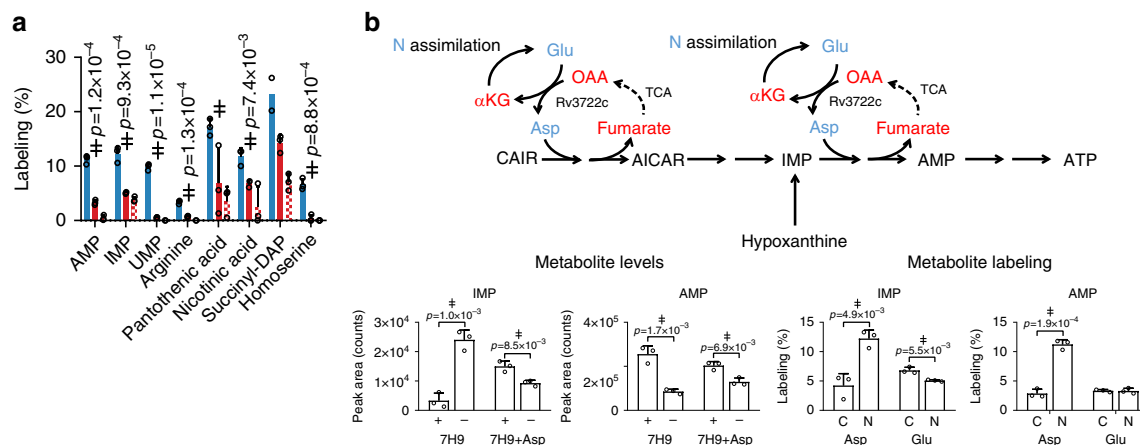 a
30
20
10
0
Labeling (%)
‡ p=1.2×10⁻⁴
‡ p=9.3×10⁻⁴
‡ p=1.1×10⁻⁵
‡ p=1.3×10⁻⁴
‡
‡ p=7.4×10⁻³
‡ p=8.8×10⁻⁴
AMP
IMP
UMP
Arginine
Pantothenic acid
Nicotinic acid
Succinyl-DAP
Homoserine
b
N assimilation
Glu
αKG
OAA
Rv3722c
TCA
Asp
Fumarate
N assimilation
Glu
αKG
OAA
Rv3722c
TCA
Asp
Fumarate
CAIR
AICAR
IMP
AMP
ATP
Hypoxanthine
Metabolite levels
IMP
‡
p=1.0×10⁻³
‡
p=8.5×10⁻³
3×10⁴
2×10⁴
1×10⁴
0
Peak area (counts)
+ − + −
7H9 7H9+Asp
AMP
‡
p=1.7×10⁻³
‡
p=6.9×10⁻³
4×10⁵
2×10⁵
0
Peak area (counts)
+ − + −
7H9 7H9+Asp
Metabolite labeling
IMP
‡
p=4.9×10⁻³
‡
p=5.5×10⁻³
15
10
5
0
Labeling (%)
C N C N
Asp Glu
AMP
‡
p=1.9×10⁻⁴
15
10
5
0
Labeling (%)
C N C N
Asp Glu